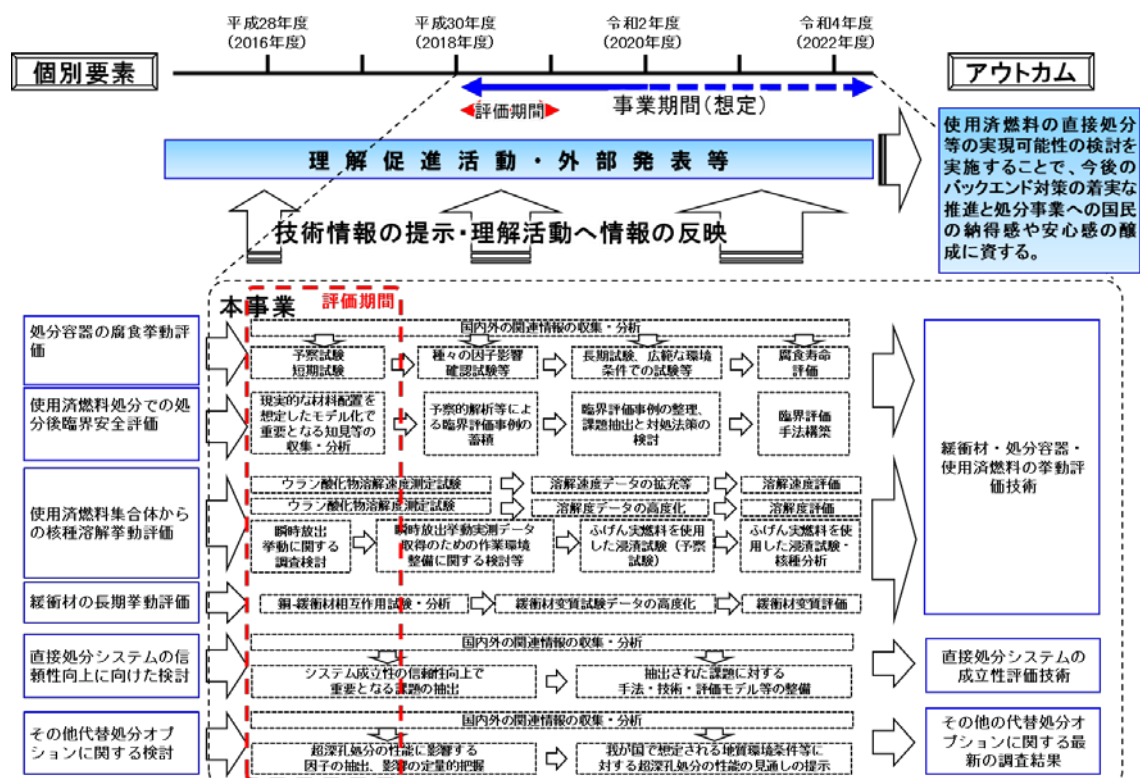 平成28年度
(2016年度)
平成30年度
(2018年度)
令和2年度
(2020年度)
令和4年度
(2022年度)
個別要素
アウトカム
評価期間
事業期間(想定)
理解促進活動・外部発表等
使用済燃料の直接処分
等の実現可能性の検討を
実施することで、今後の
バックエンド対策の着実な
推進と処分事業への国民
の納得感や安心感の醸
成に資する。
技術情報の提示・理解活動へ情報の反映
本事業
評価期間
処分容器の腐食挙動評
価
国内外の関連情報の収集・分析
予察試験
短期試験
種々の因子影響
確認試験等
長期試験、広範な環境
条件での試験等
腐食寿命
評価
使用済燃料処分での処
分後臨界安全評価
現実的な材料配置を
想定したモデル化で
重要となる知見等の
収集・分析
予察的解析等によ
る臨界評価事例の
蓄積
臨界評価事例の整理、
課題抽出と対処法策の
検討
臨界評価
手法構築
緩衝材・処分容器・
使用済燃料の挙動評
価技術
使用済燃料集合体から
の核種溶解挙動評価
ウラン酸化物溶解速度測定試験
溶解速度データの拡充等
溶解速度評価
ウラン酸化物溶解度測定試験
溶解度データの高度化
溶解度評価
瞬時放出
挙動に関する
調査検討
瞬時放出挙動実測データ
取得のための作業環境
整備に関する検討等
ふげん実燃料を使用
した浸漬試験(予察
試験)
ふげん実燃料を使
用した浸漬試験・
核種分析
緩衝材の長期挙動評価
銅-緩衝材相互作用試験・分析
緩衝材変質試験データの高度化
緩衝材変質評価
直接処分システムの信
頼性向上に向けた検討
国内外の関連情報の収集・分析
システム成立性の信頼性向上で
重要となる課題の抽出
抽出された課題に対する
手法・技術・評価モデル等の整備
直接処分システムの
成立性評価技術
その他代替処分オプ
ションに関する検討
国内外の関連情報の収集・分析
超深孔処分の性能に影響する
因子の抽出、影響の定量的把握
我が国で想定される地質環境条件等に
対する超深孔処分の性能の見通しの提示
その他の代替処分オ
プションに関する最
新の調査結果